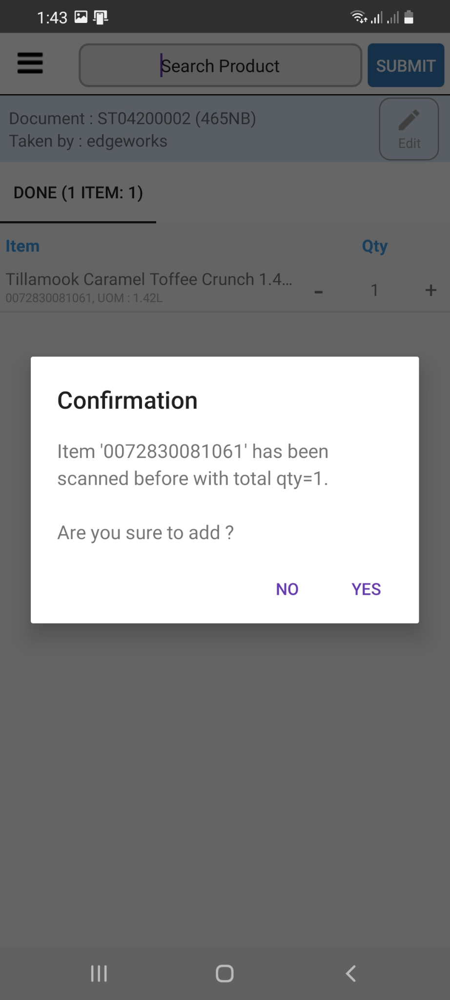 1:43
Search Product
SUBMIT
Document : ST04200002 (465NB)
Taken by : edgeworks
Edit
DONE (1 ITEM: 1)
Item
Qty
Tillamook Caramel Toffee Crunch 1.4...
0072830081061, UOM : 1.42L
- 1 +
Confirmation
Item '0072830081061' has been
scanned before with total qty=1.
Are you sure to add ?
NO
YES